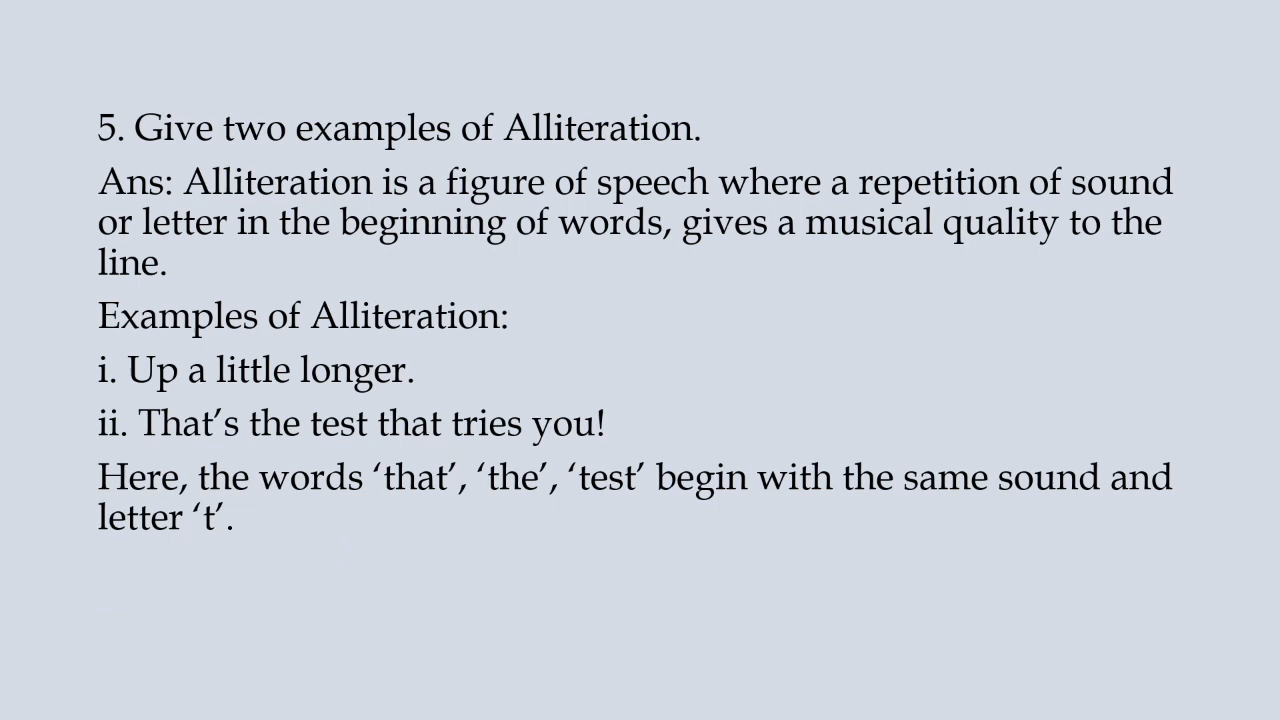 5. Give two examples of Alliteration.
Ans: Alliteration is a figure of speech where a repetition of sound
or letter in the beginning of words, gives a musical quality to the
line.
Examples of Alliteration:
i. Up a little longer.
ii. That’s the test that tries you!
Here, the words ‘that’, ‘the’, ‘test’ begin with the same sound and
letter ‘t’.